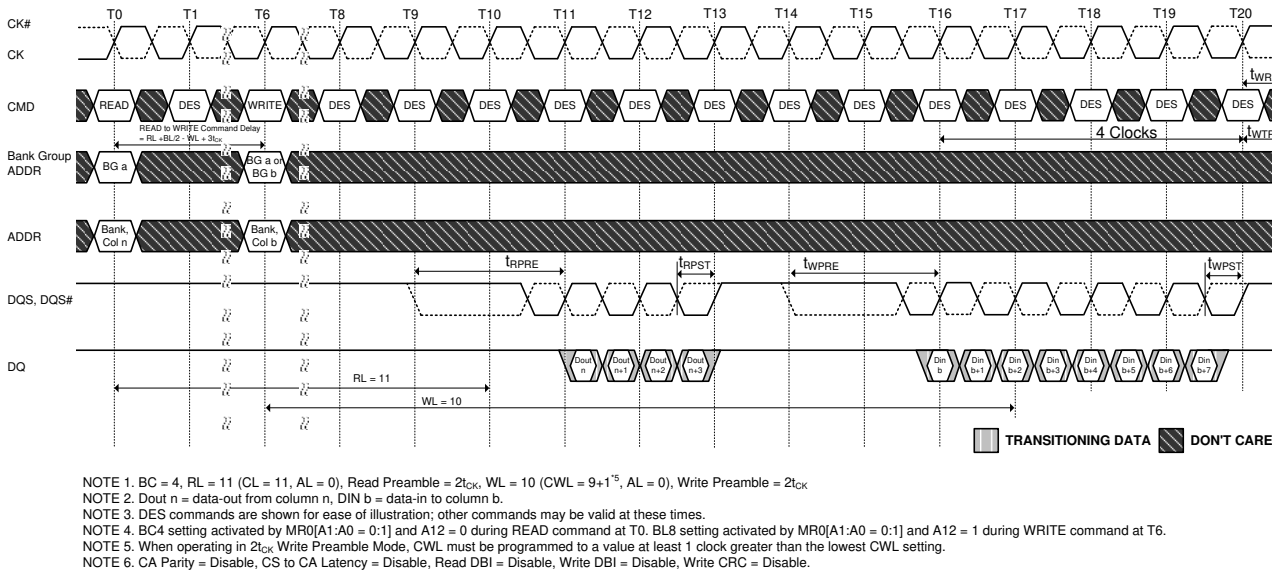 T0 T1 T6 T8 T9 T10 T11 T12 T13 T14 T15 T16 T17 T18 T19 T20
CK#
CK
tWR
CMD READ DES WRITE DES DES DES DES DES DES DES DES DES DES DES DES DES
READ to WRITE Command Delay
= RL +BL/2 - WL + 3tCK
4 Clocks tWTR
Bank Group
ADDR
BG a
BG a or
BG b
ADDR
Bank,
Col n
Bank,
Col b
tRPRE tRPST tWPRE tWPST
DQS, DQS#
DQ
Dout
n
Dout
n+1
Dout
n+2
Dout
n+3
Din
b
Din
b+1
Din
b+2
Din
b+3
Din
b+4
Din
b+5
Din
b+6
Din
b+7
RL = 11
WL = 10
TRANSITIONING DATA DON'T CARE
NOTE 1. BC = 4, RL = 11 (CL = 11, AL = 0), Read Preamble = 2tCK, WL = 10 (CWL = 9+1*5, AL = 0), Write Preamble = 2tCK
NOTE 2. Dout n = data-out from column n, DIN b = data-in to column b.
NOTE 3. DES commands are shown for ease of illustration; other commands may be valid at these times.
NOTE 4. BC4 setting activated by MR0[A1:A0 = 0:1] and A12 = 0 during READ command at T0. BL8 setting activated by MR0[A1:A0 = 0:1] and A12 = 1 during WRITE command at T6.
NOTE 5. When operating in 2tCK Write Preamble Mode, CWL must be programmed to a value at least 1 clock greater than the lowest CWL setting.
NOTE 6. CA Parity = Disable, CS to CA Latency = Disable, Read DBI = Disable, Write DBI = Disable, Write CRC = Disable.